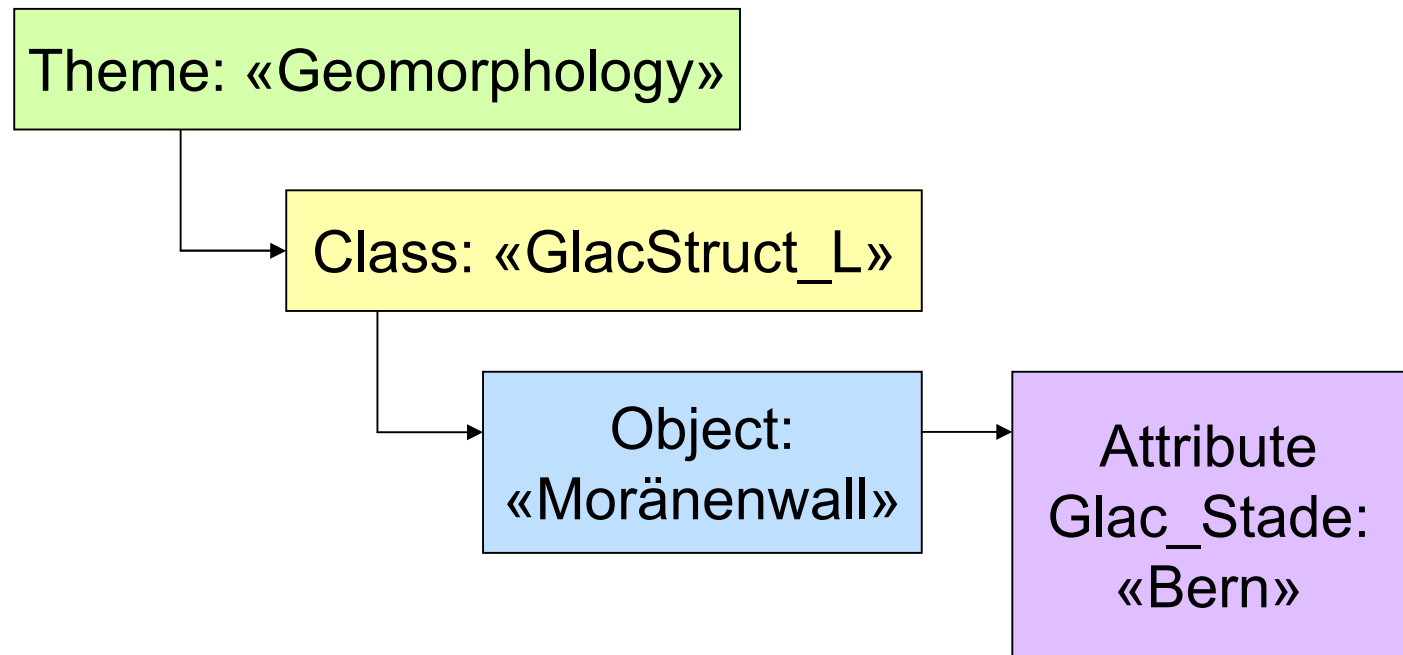 Theme: «Geomorphology»
Class: «GlacStruct_L»
Object:
«Moränenwall»
Attribute
Glac_Stade:
«Bern»